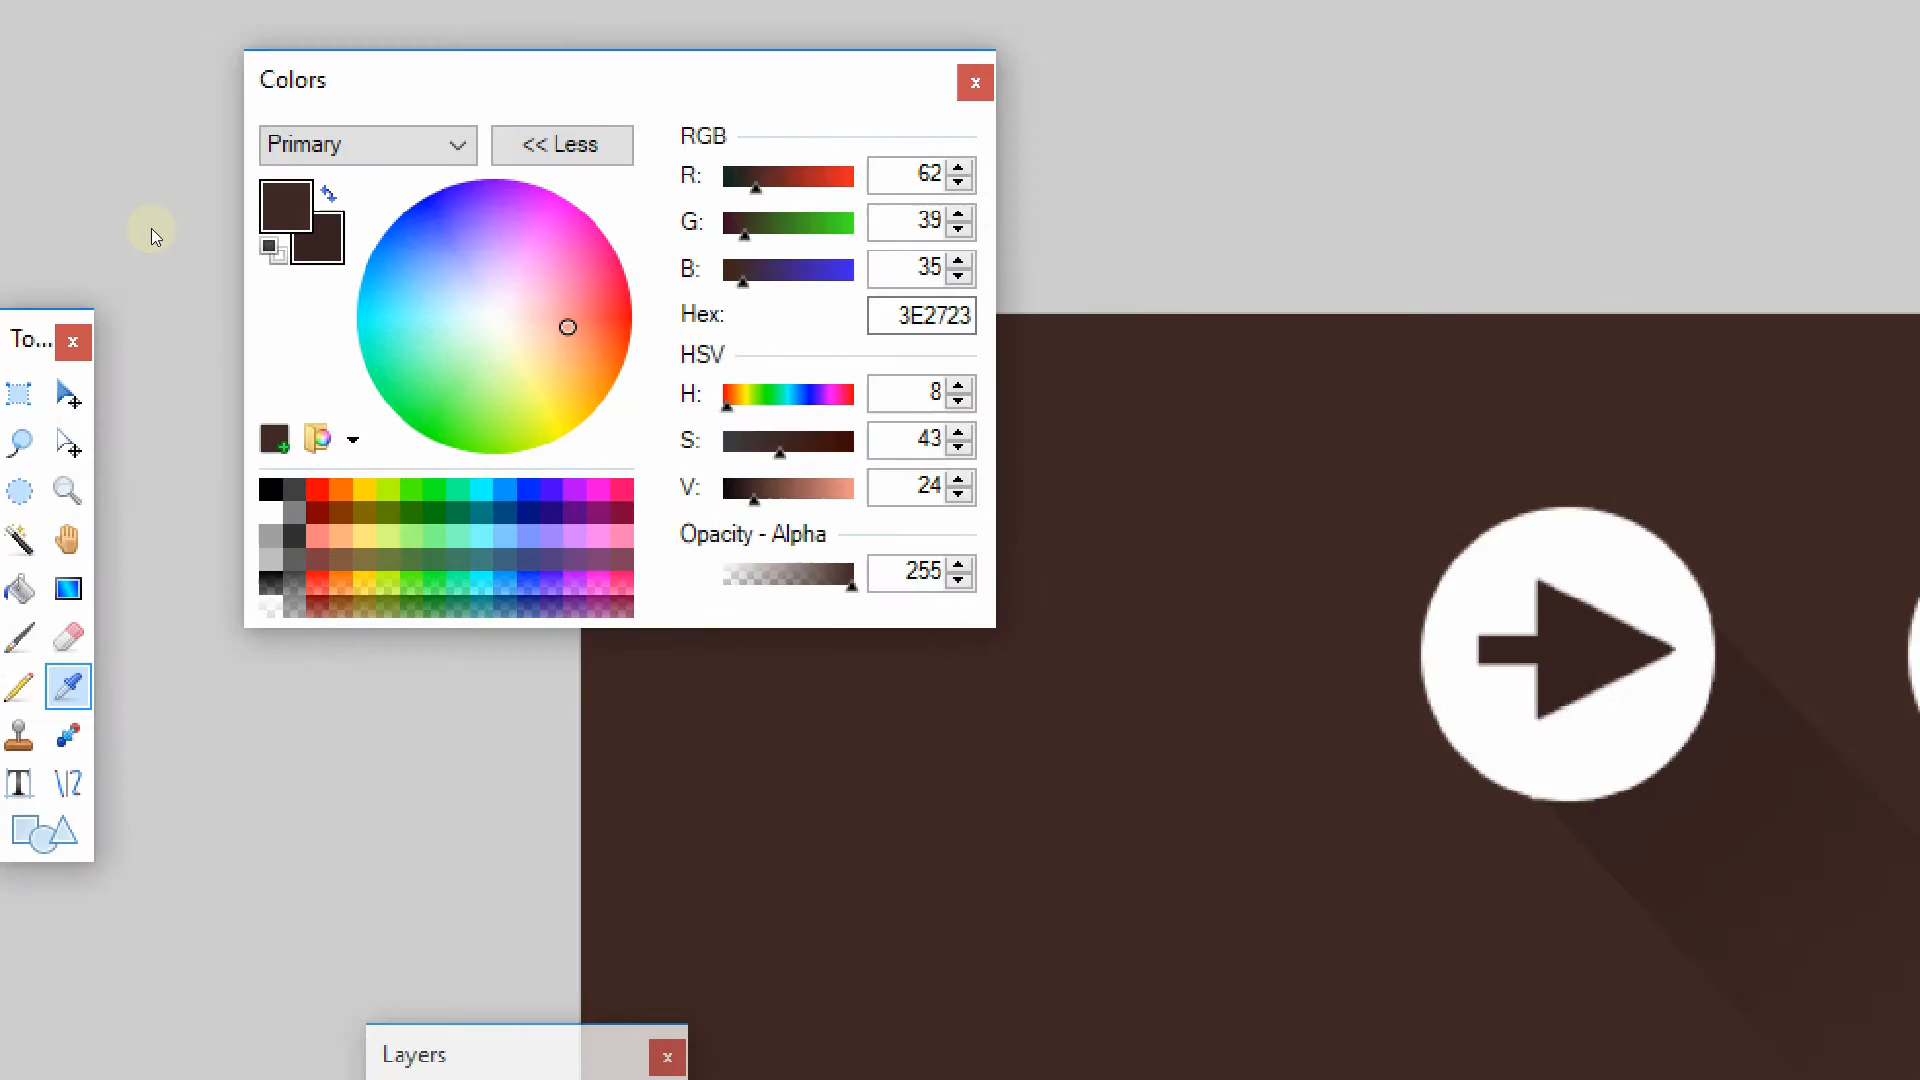 Colors
x
Primary
<< Less
RGB
R:
62
G:
39
B:
35
Hex:
3E2723
HSV
H:
8
S:
43
V:
24
Opacity - Alpha
255
To...
x
T
Layers
x